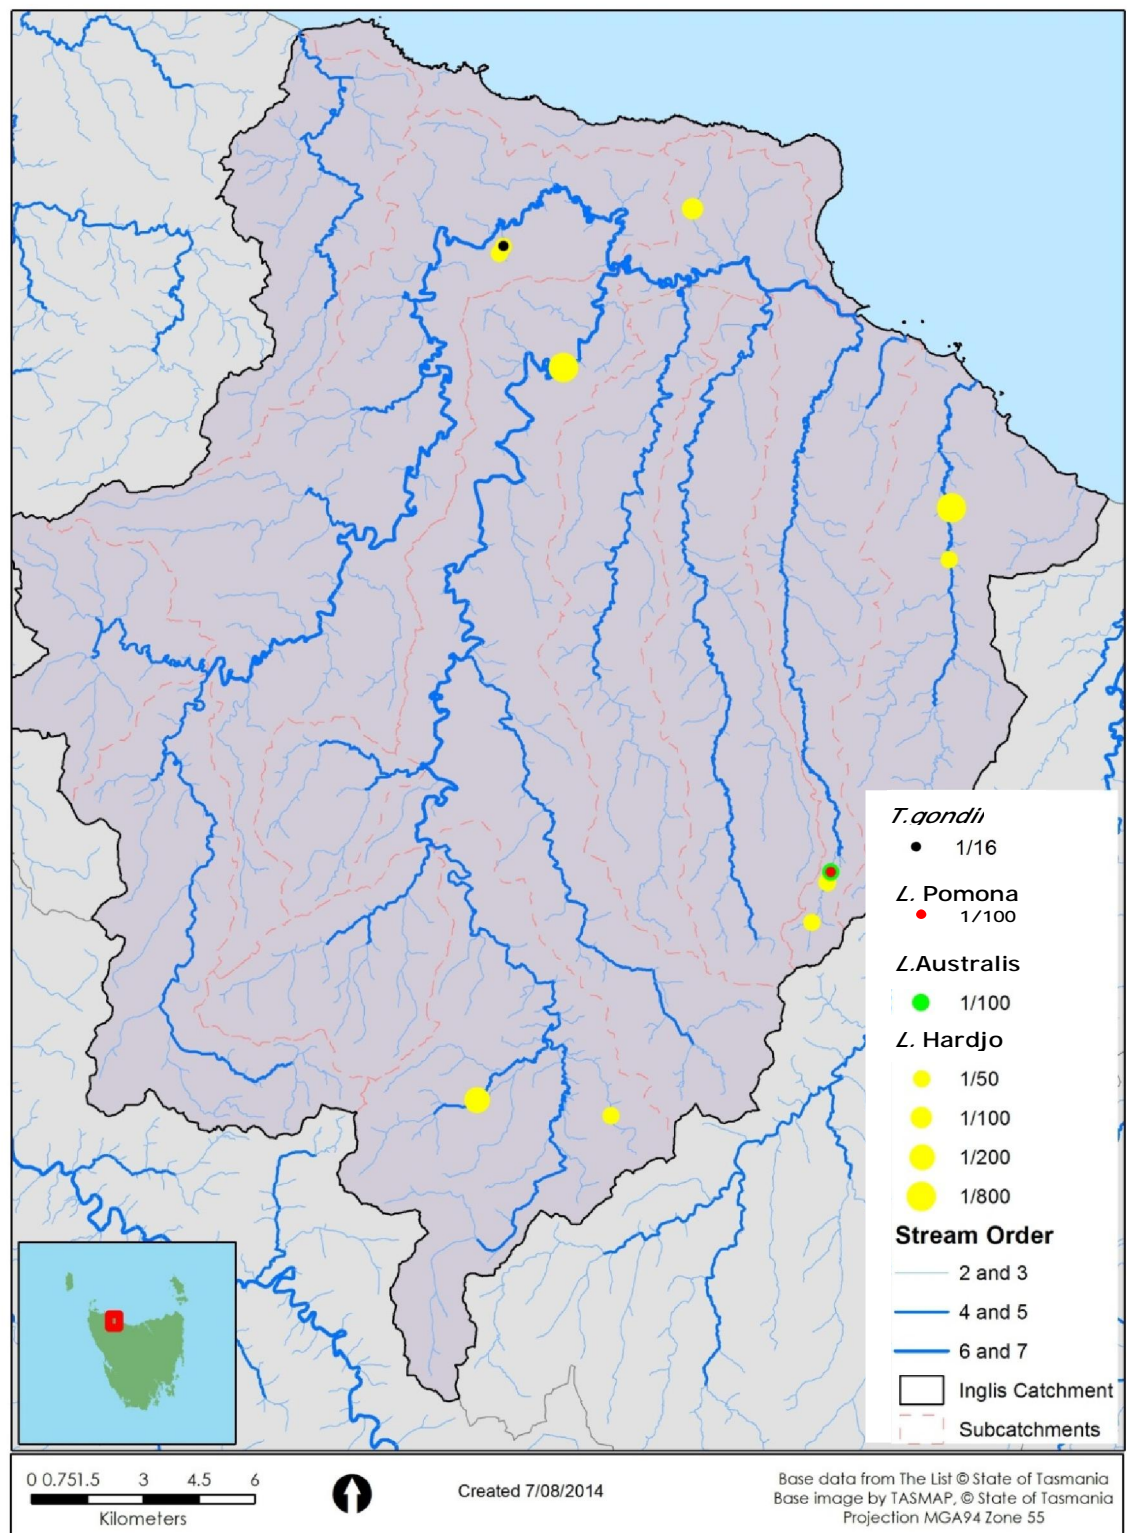 T.gondii
1/16
L. Pomona
1/100
L.Australis
1/100
L. Hardjo
1/50
1/100
1/200
1/800
Stream Order
2 and 3
4 and 5
6 and 7
Inglis Catchment
Subcatchments
0 0.751.5 3 4.5 6
Kilometers
Created 7/08/2014
Base data from The List © State of Tasmania
Base image by TASMAP, © State of Tasmania
Projection MGA94 Zone 55